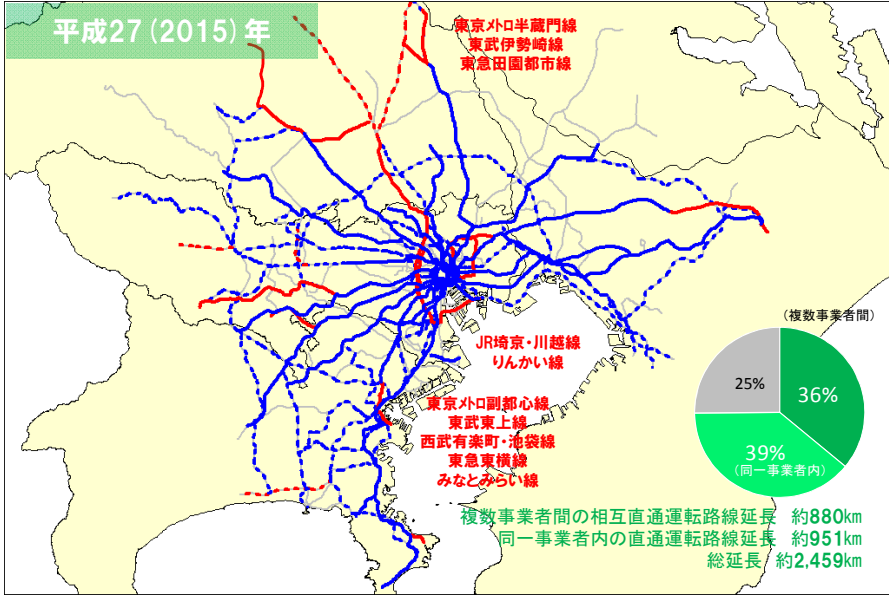 平成27(2015)年
東京メトロ半蔵門線
東武伊勢崎線
東急田園都市線
JR埼京・川越線
りんかい線
東京メトロ副都心線
東武東上線
西武有楽町・池袋線
東急東横線
みなとみらい線
(複数事業者間)
25%
36%
39%
(同一事業者内)
複数事業者間の相互直通運転路線延長 約880km
同一事業者内の直通運転路線延長 約951km
総延長 約2,459km